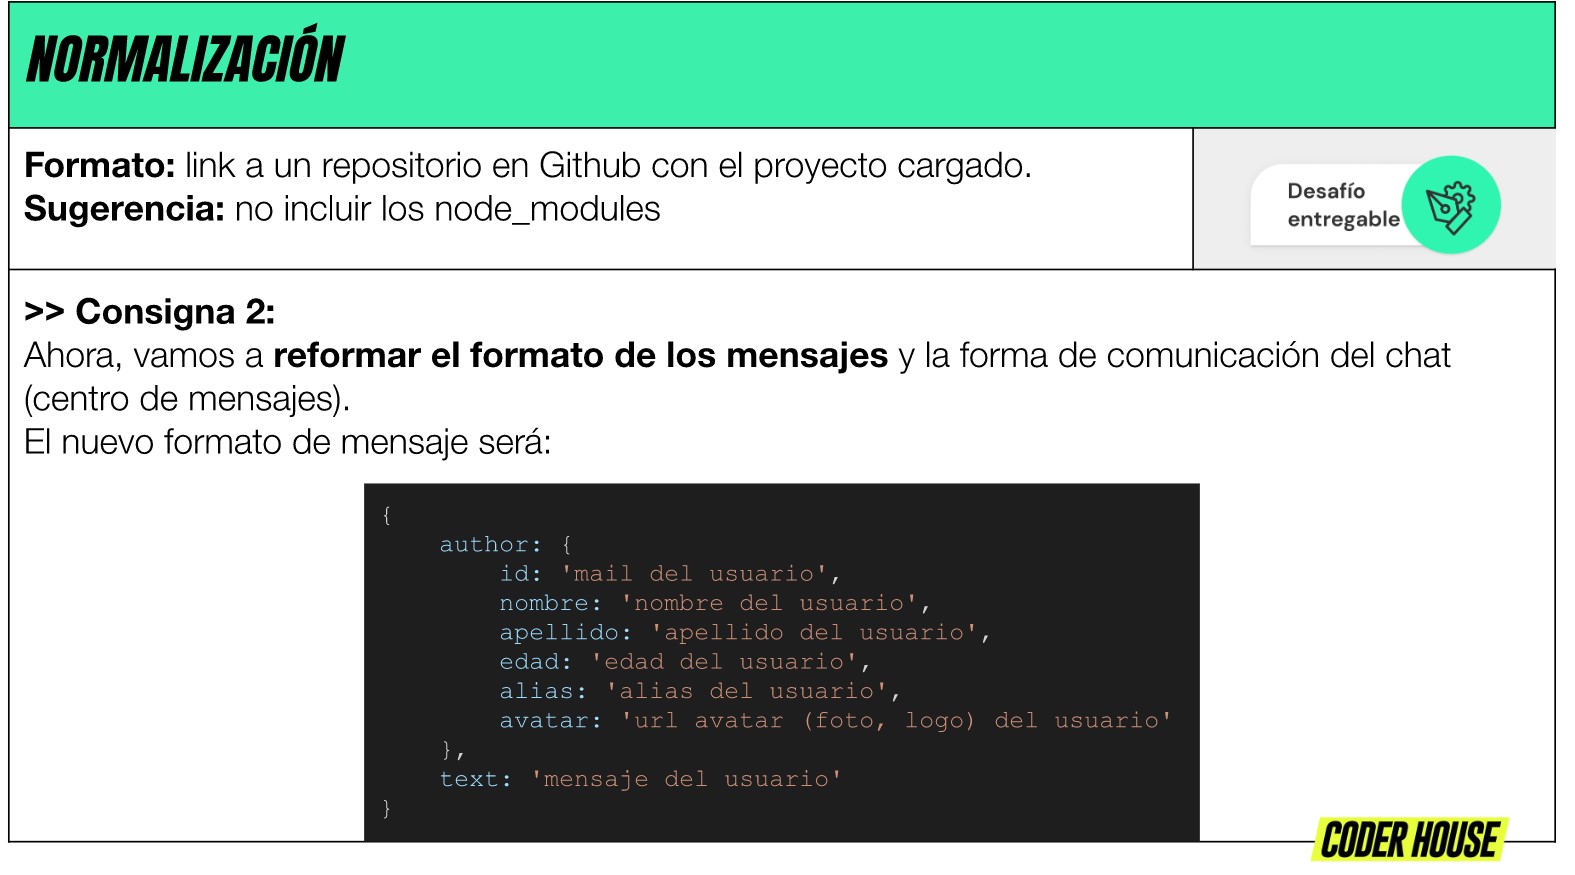 NORMALIZACIÓN
Formato: link a un repositorio en Github con el proyecto cargado.
Sugerencia: no incluir los node_modules
Desafío
entregable
>> Consigna 2:
Ahora, vamos a reformar el formato de los mensajes y la forma de comunicación del chat
(centro de mensajes).
El nuevo formato de mensaje será:
{
    author: {
        id: 'mail del usuario',
        nombre: 'nombre del usuario',
        apellido: 'apellido del usuario',
        edad: 'edad del usuario',
        alias: 'alias del usuario',
        avatar: 'url avatar (foto, logo) del usuario'
    },
    text: 'mensaje del usuario'
}
CODER HOUSE